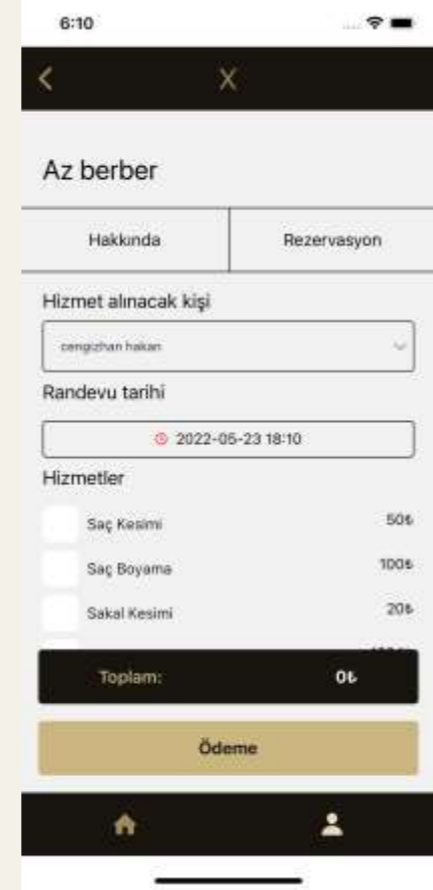 6:10
X
Az berber
Hakkında Rezervasyon
Hizmet alınacak kişi
cengizhan hakan
Randevu tarihi
2022-05-23 18:10
Hizmetler
Saç Kesimi 50₺
Saç Boyama 100₺
Sakal Kesimi 20₺
Toplam: 0₺
Ödeme